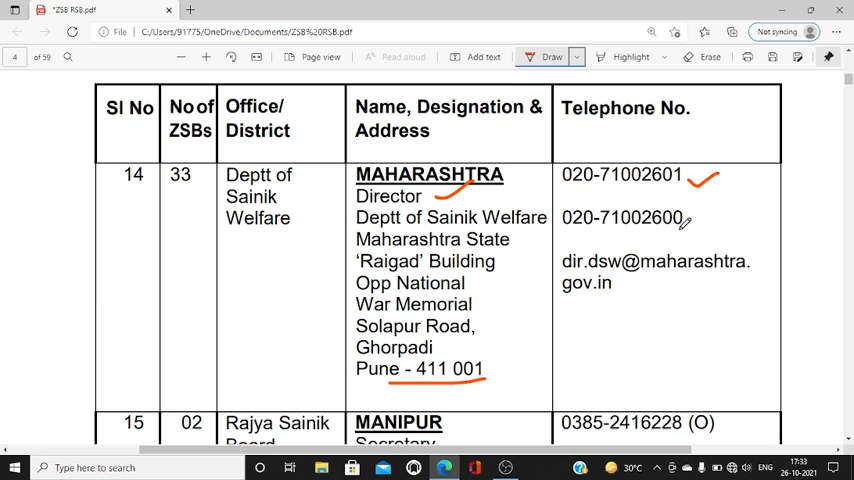 *ZSB RSB.pdf
File
C:/Users/91775/OneDrive/Documents/ZSB%20RSB.pdf
Not syncing
4 of 59
Page view
Read aloud
Add text
Draw
Highlight
Erase
Sl No
No of
ZSBs
Office/
District
Name, Designation &
Address
Telephone No.
14
33
Deptt of
Sainik
Welfare
MAHARASHTRA
Director
Deptt of Sainik Welfare
Maharashtra State
‘Raigad’ Building
Opp National
War Memorial
Solapur Road,
Ghorpadi
Pune - 411 001
020-71002601
020-71002600
dir.dsw@maharashtra.
gov.in
15
02
Rajya Sainik
Board
MANIPUR
Secretary
0385-2416228 (O)
Type here to search
30°C
ENG
17:33
26-10-2021